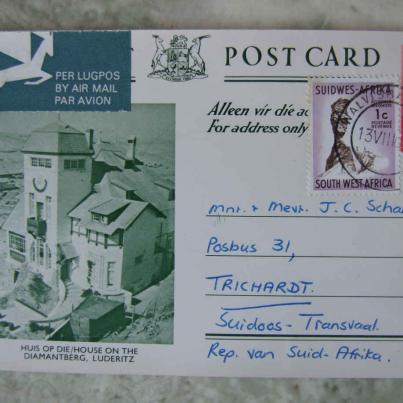 PER LUGPOS
BY AIR MAIL
PAR AVION
POST CARD
Alleen vir die
For address only
SUIDWES-AFRIKA
1c
POSTAGE
REVENUE
SOUTH WEST AFRICA
13 VIII
Mnr. & Mevr. J. C.
Posbus 31,
TRICHARDT.
Suidoos-Transvaal.
Rep. van Suid-Afrika.
HUIS OP DIE/HOUSE ON THE
DIAMANTBERG, LUDERITZ